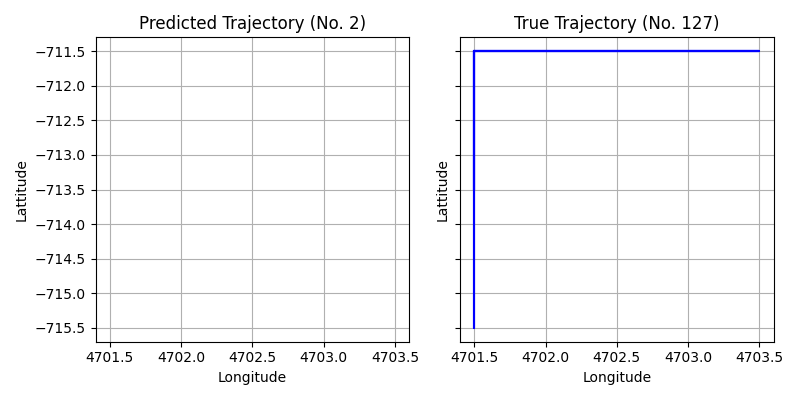 Predicted Trajectory (No. 2)
−711.5
−712.0
−712.5
−713.0
−713.5
−714.0
−714.5
−715.0
−715.5
Lattitude
4701.5 4702.0 4702.5 4703.0 4703.5
Longitude
True Trajectory (No. 127)
Lattitude
4701.5 4702.0 4702.5 4703.0 4703.5
Longitude